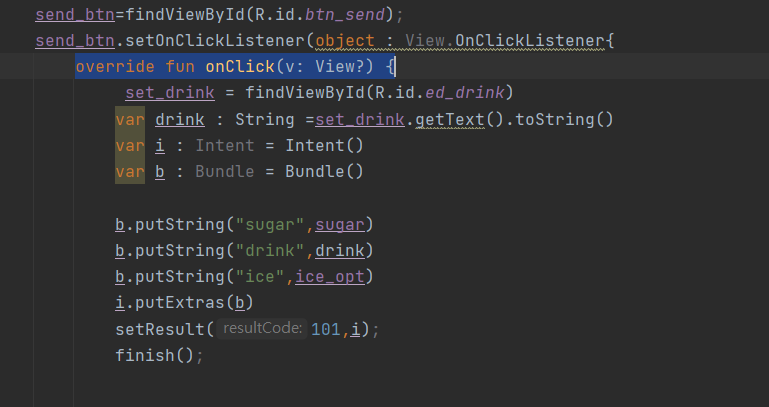 send_btn=findViewById(R.id.btn_send);
send_btn.setOnClickListener(object : View.OnClickListener{
override fun onClick(v: View?) {
set_drink = findViewById(R.id.ed_drink)
var drink : String =set_drink.getText().toString()
var i : Intent = Intent()
var b : Bundle = Bundle()
b.putString("sugar",sugar)
b.putString("drink",drink)
b.putString("ice",ice_opt)
i.putExtras(b)
setResult( resultCode: 101,i);
finish();